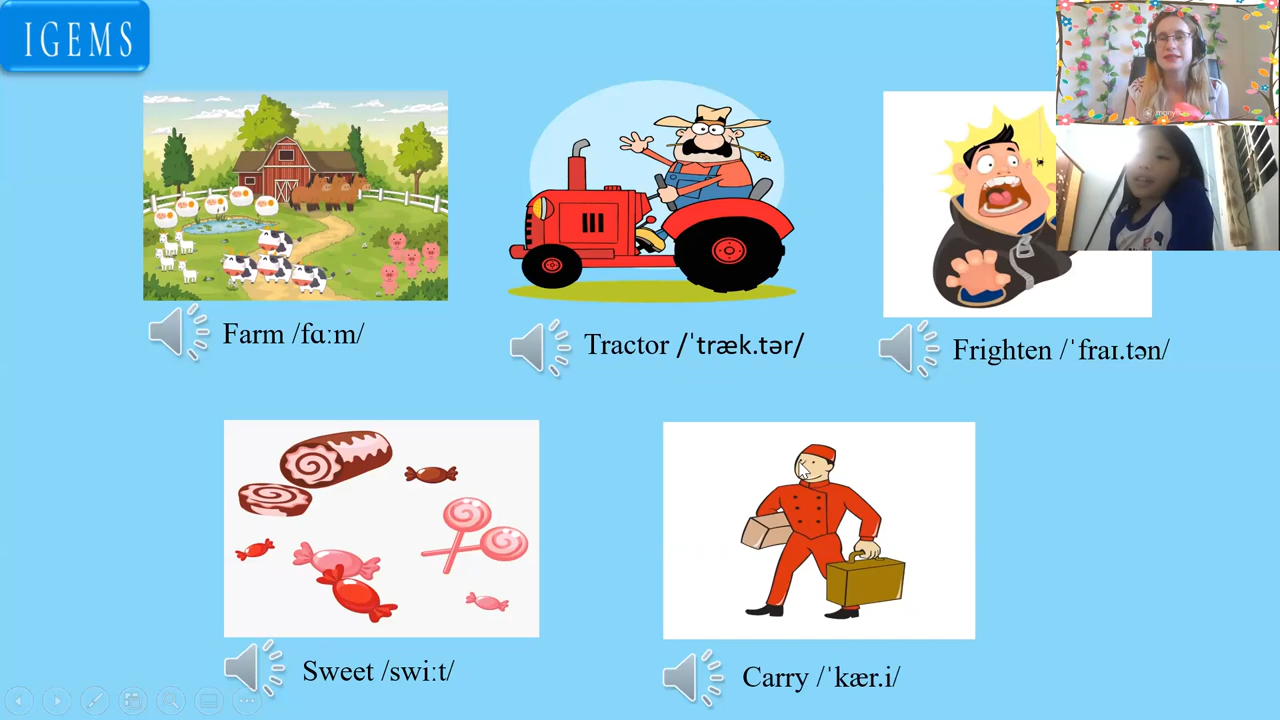 IGEMS
Farm /fɑːm/
Tractor /ˈtræk.tər/
Frighten /ˈfraɪ.tən/
Sweet /swiːt/
Carry /ˈkær.i/